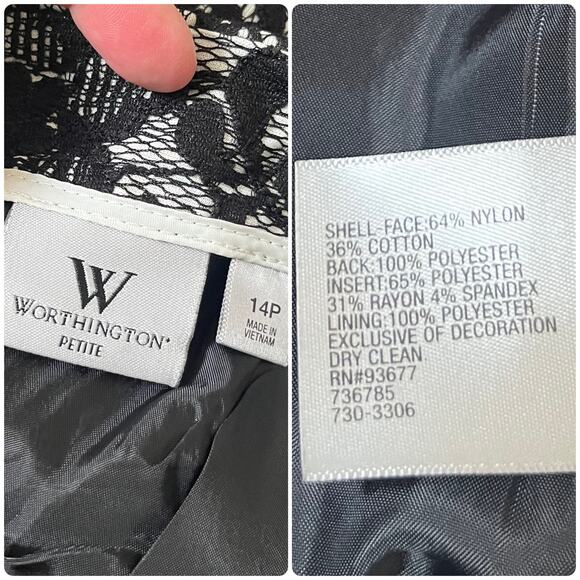 W
WORTHINGTON®
PETITE
14P
MADE IN
VIETNAM
SHELL-FACE:64% NYLON
36% COTTON
BACK:100% POLYESTER
INSERT:65% POLYESTER
31% RAYON 4% SPANDEX
LINING:100% POLYESTER
EXCLUSIVE OF DECORATION
DRY CLEAN
RN#93677
736785
730-3306